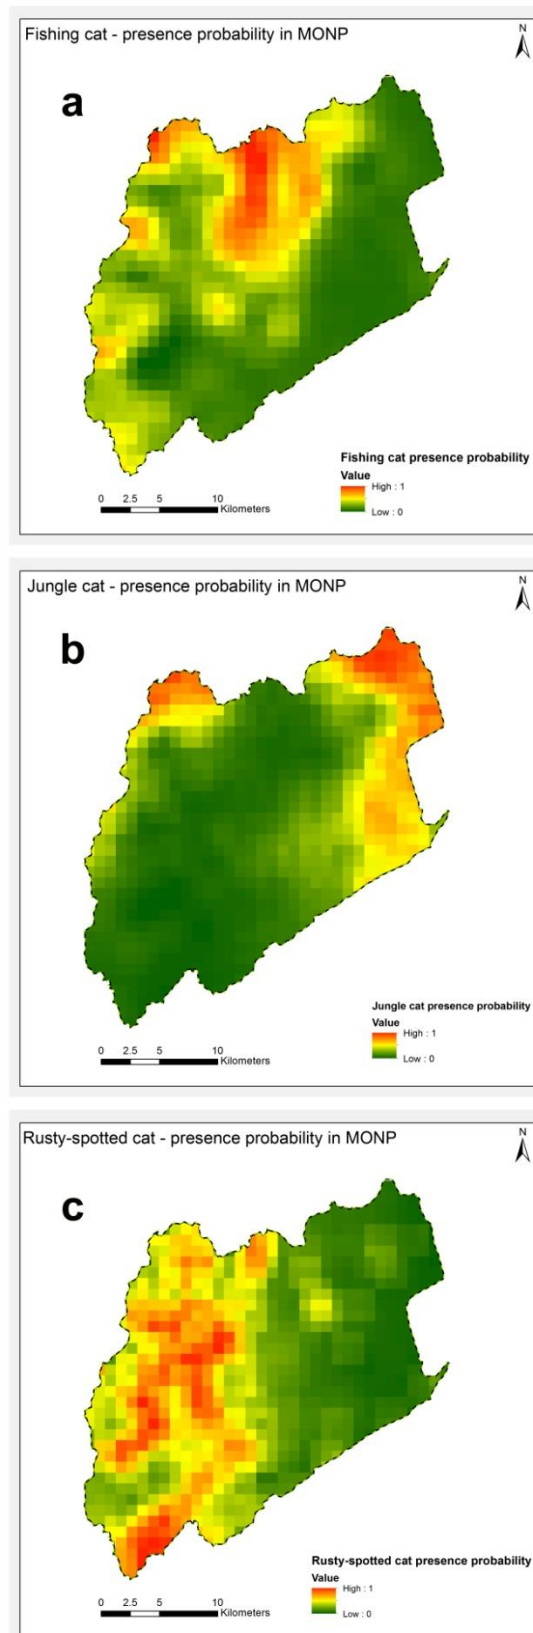 Fishing cat - presence probability in MONP
N
a
Fishing cat presence probability
Value
High : 1
Low : 0
0 2.5 5 10
Kilometers
Jungle cat - presence probability in MONP
N
b
Jungle cat presence probability
Value
High : 1
Low : 0
0 2.5 5 10
Kilometers
Rusty-spotted cat - presence probability in MONP
N
c
Rusty-spotted cat presence probability
Value
High : 1
Low : 0
0 2.5 5 10
Kilometers